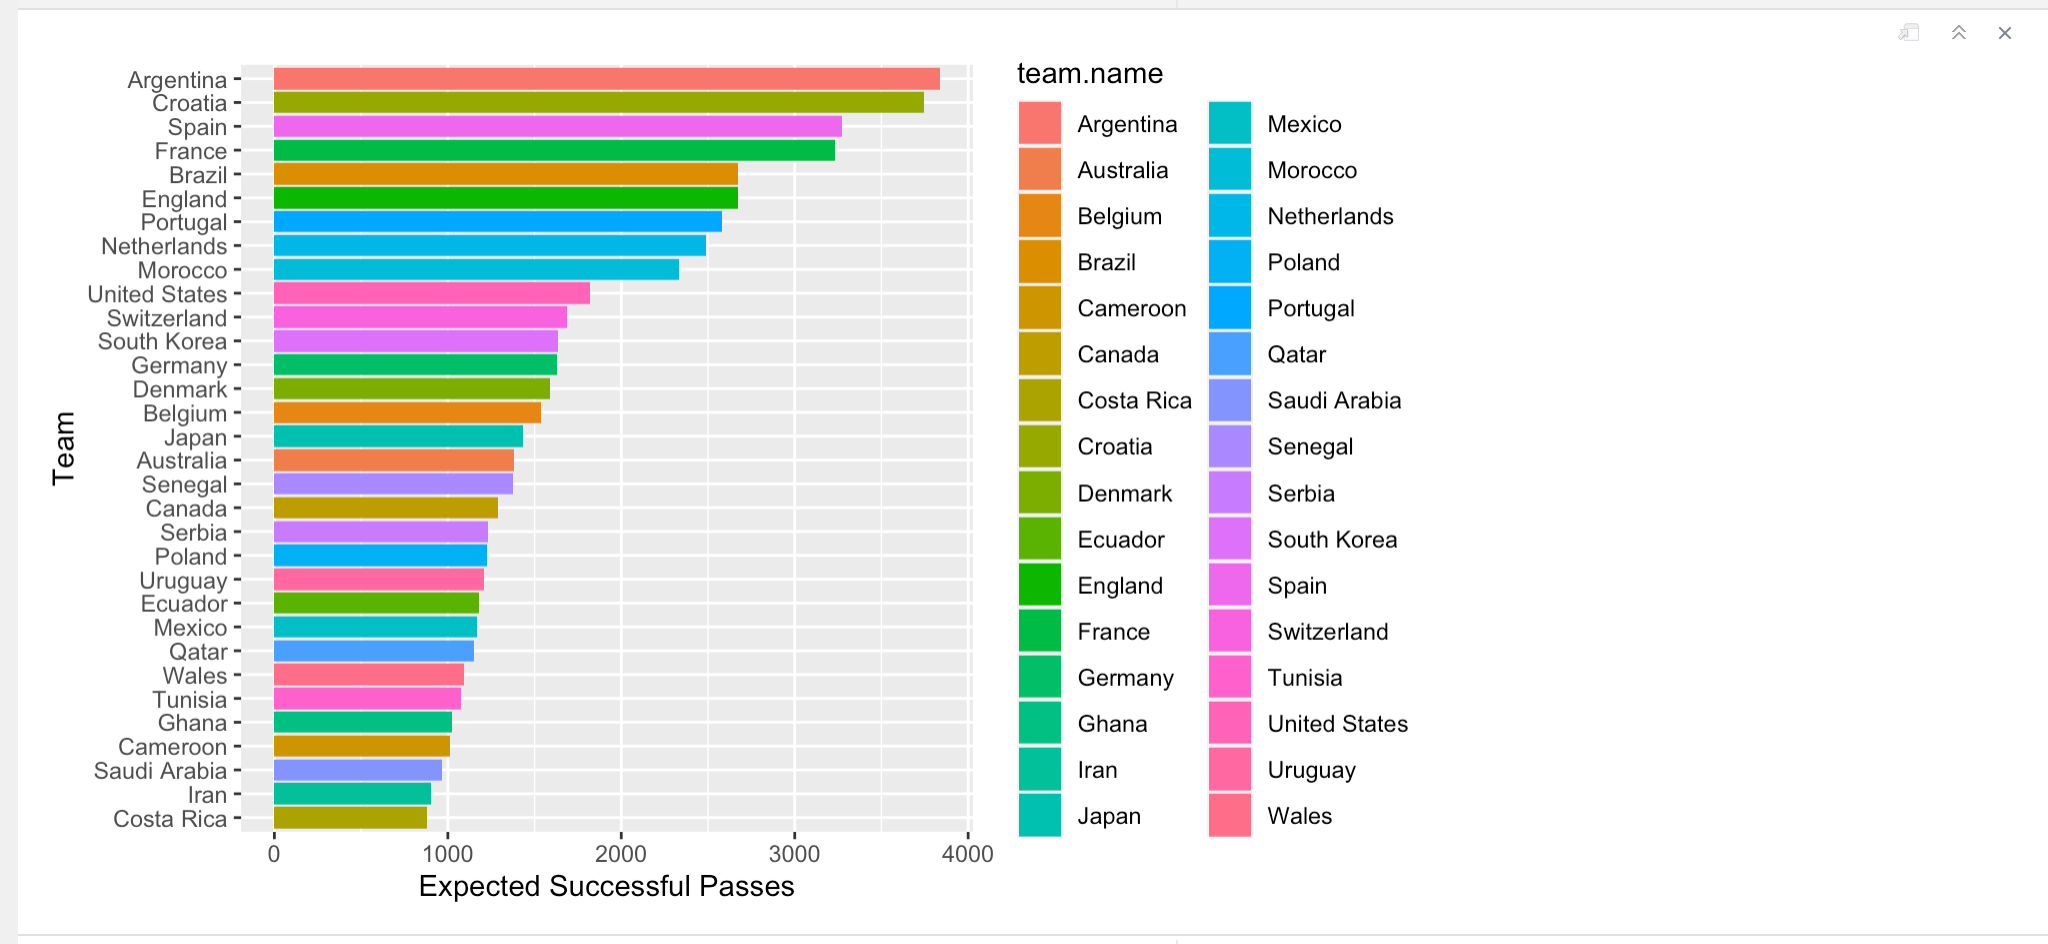 Argentina
Croatia
Spain
France
Brazil
England
Portugal
Netherlands
Morocco
United States
Switzerland
South Korea
Germany
Denmark
Belgium
Japan
Australia
Senegal
Canada
Serbia
Poland
Uruguay
Ecuador
Mexico
Qatar
Wales
Tunisia
Ghana
Cameroon
Saudi Arabia
Iran
Costa Rica
Team
0 1000 2000 3000 4000
Expected Successful Passes
team.name
Argentina
Australia
Belgium
Brazil
Cameroon
Canada
Costa Rica
Croatia
Denmark
Ecuador
England
France
Germany
Ghana
Iran
Japan
Mexico
Morocco
Netherlands
Poland
Portugal
Qatar
Saudi Arabia
Senegal
Serbia
South Korea
Spain
Switzerland
Tunisia
United States
Uruguay
Wales